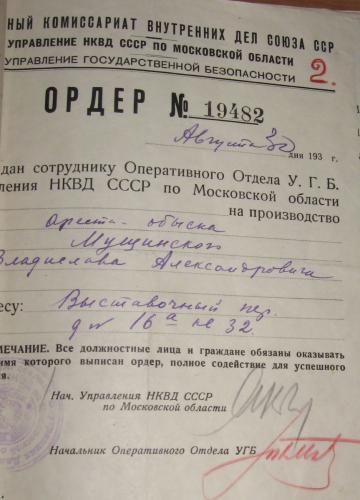 НЫЙ КОМИССАРИАТ ВНУТРЕННИХ ДЕЛ СОЮЗА ССР
УПРАВЛЕНИЕ НКВД СССР ПО МОСКОВСКОЙ ОБЛАСТИ
УПРАВЛЕНИЕ ГОСУДАРСТВЕННОЙ БЕЗОПАСНОСТИ
2.
ОРДЕР № 19482
Августа 30 дня 193 г
дан сотруднику Оперативного Отдела У. Г. Б.
ления НКВД СССР по Московской области
на производство
Ареста-обыска
Мущинского
Владислава Александровича
есу: Выставочный пер.
д № 16а кв 32.
МЕЧАНИЕ. Все должностные лица и граждане обязаны оказывать
имя которого выписан ордер, полное содействие для успешного
я.
Нач. Управления НКВД СССР
по Московской области
Начальник Оперативного Отдела УГБ